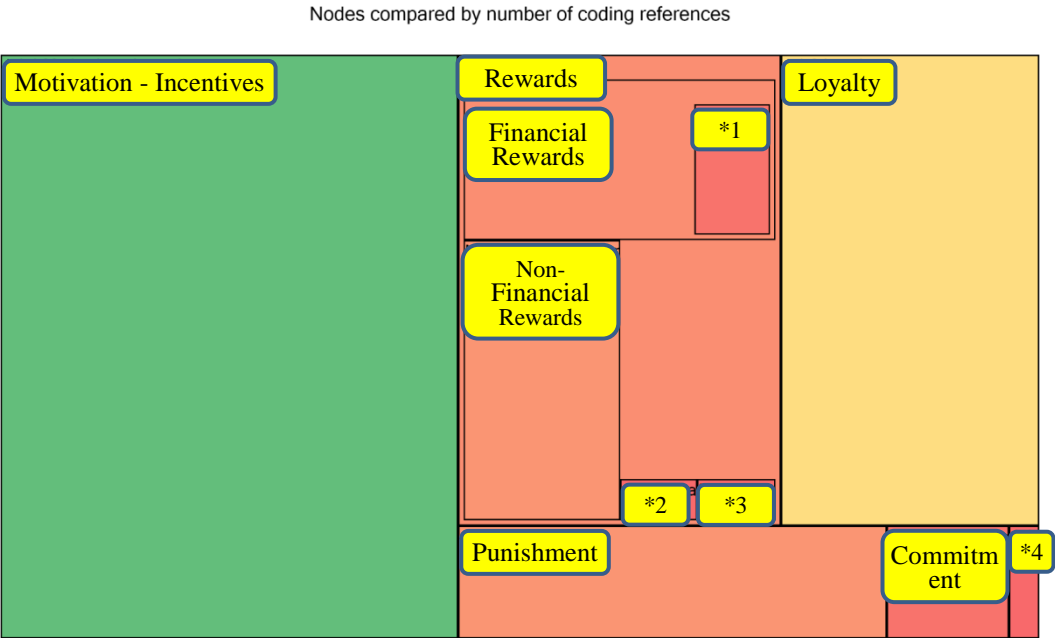 Nodes compared by number of coding references
Motivation - Incentives
Rewards
Loyalty
Financial
Rewards
*1
Non-
Financial
Rewards
*2
*3
Punishment
Commitm
ent
*4